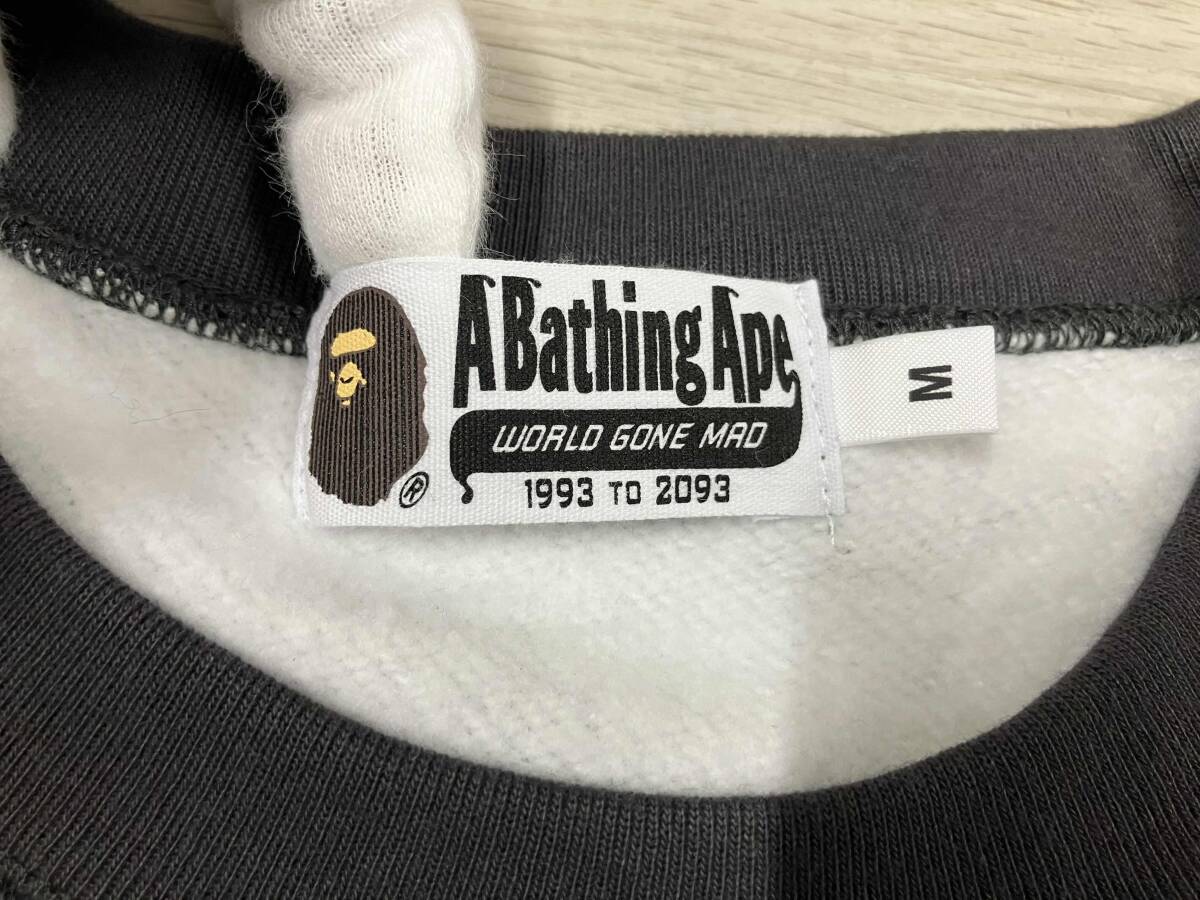 A Bathing Ape
WORLD GONE MAD
1993 TO 2093
®
M